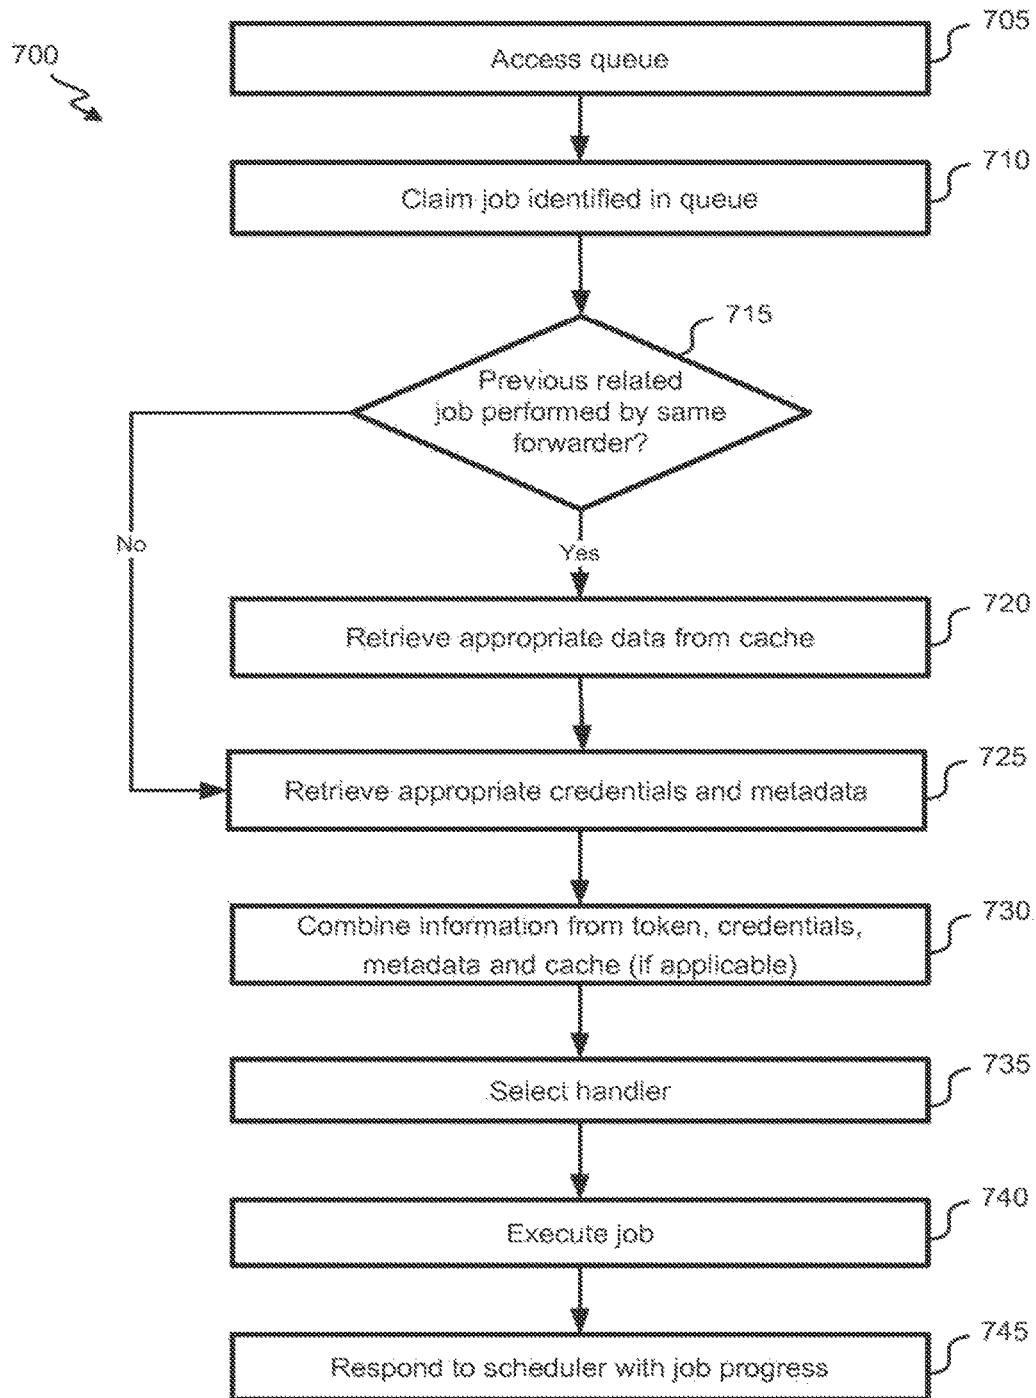 700
705
Access queue
710
Claim job identified in queue
715
Previous related
job performed by same
forwarder?
No
Yes
720
Retrieve appropriate data from cache
725
Retrieve appropriate credentials and metadata
730
Combine information from token, credentials,
metadata and cache (if applicable)
735
Select handler
740
Execute job
745
Respond to scheduler with job progress